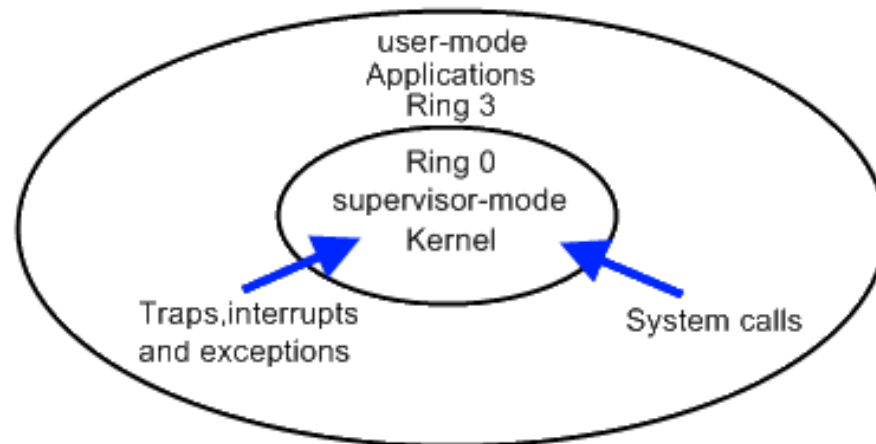 user-mode
Applications
Ring 3
Ring 0
supervisor-mode
Kernel
Traps,interrupts
and exceptions
System calls